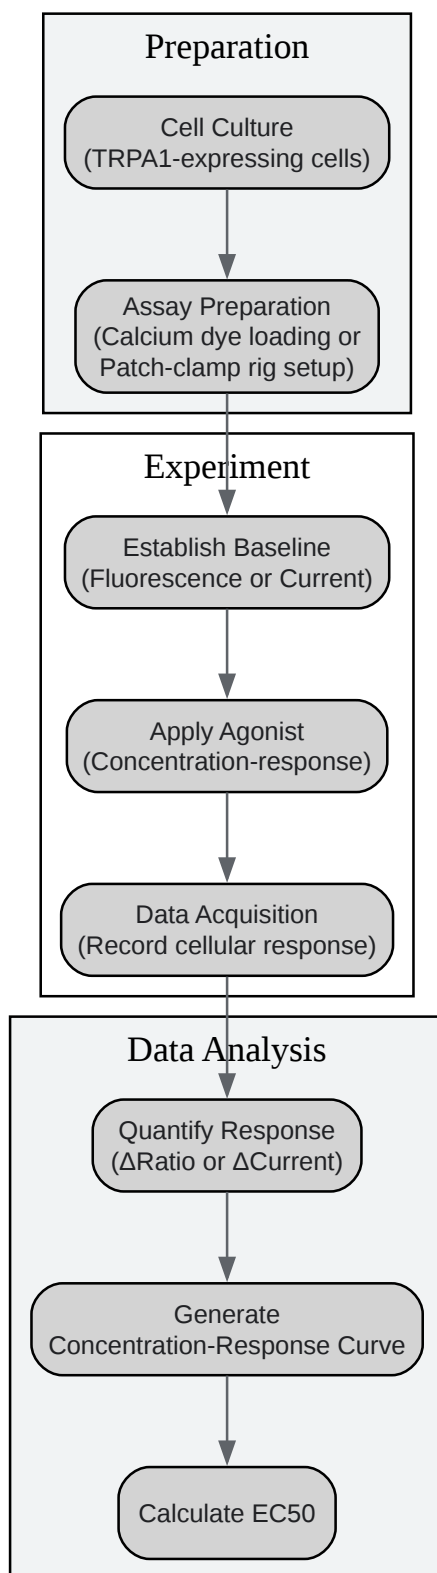 Preparation
Cell Culture
(TRPA1-expressing cells)
Assay Preparation
(Calcium dye loading or
Patch-clamp rig setup)
Experiment
Establish Baseline
(Fluorescence or Current)
Apply Agonist
(Concentration-response)
Data Acquisition
(Record cellular response)
Data Analysis
Quantify Response
(ΔRatio or ΔCurrent)
Generate
Concentration-Response Curve
Calculate EC50